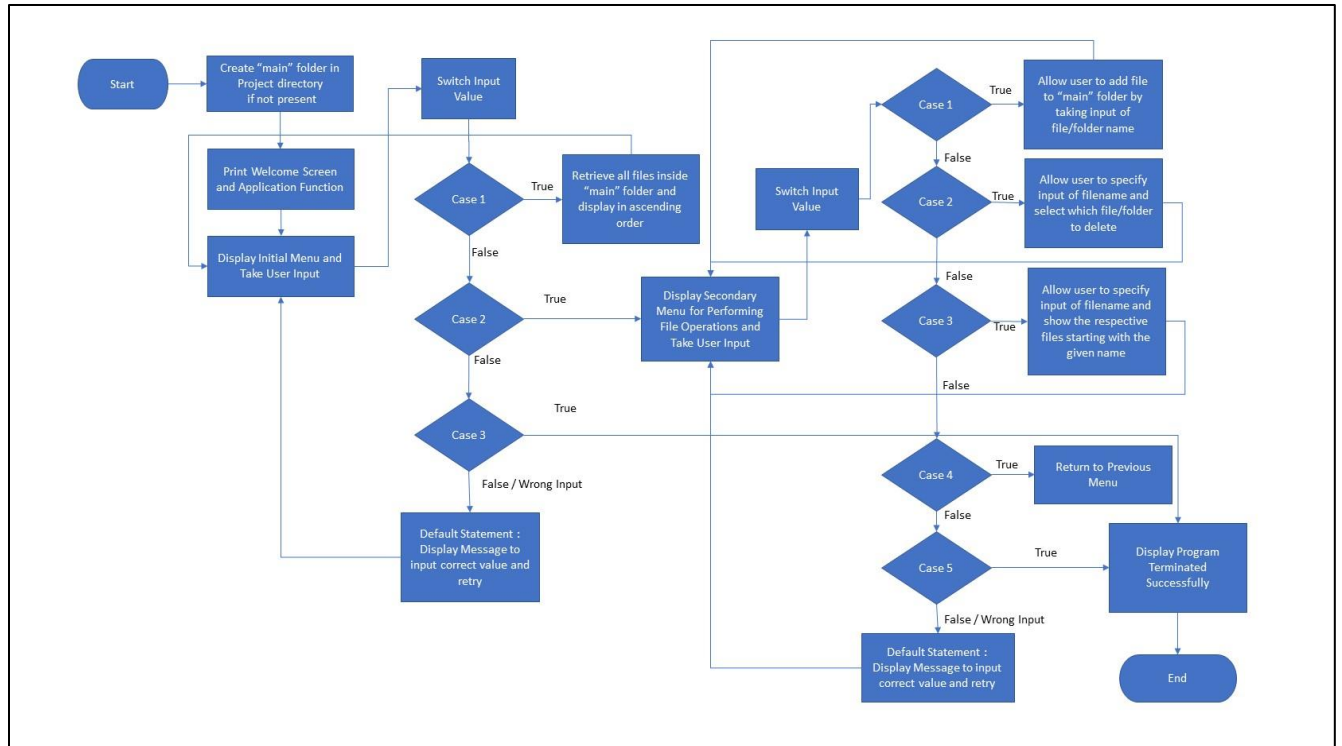 Start
Create “main” folder in
Project directory
if not present
Print Welcome Screen
and Application Function
Display Initial Menu and
Take User Input
Switch Input
Value
Case 1
True
Retrieve all files inside
“main” folder and
display in ascending
order
False
Case 2
True
False
Case 3
True
False / Wrong Input
Default Statement :
Display Message to
input correct value and
retry
Display Secondary
Menu for Performing
File Operations and
Take User Input
Switch Input
Value
Case 1
True
Allow user to add file
to “main” folder by
taking input of
file/folder name
False
Case 2
True
Allow user to specify
input of filename and
select which file/folder
to delete
False
Case 3
True
Allow user to specify
input of filename and
show the respective
files starting with the
given name
False
Case 4
True
Return to Previous
Menu
False
Case 5
True
Display Program
Terminated
Successfully
False / Wrong Input
Default Statement :
Display Message to input
correct value and retry
End